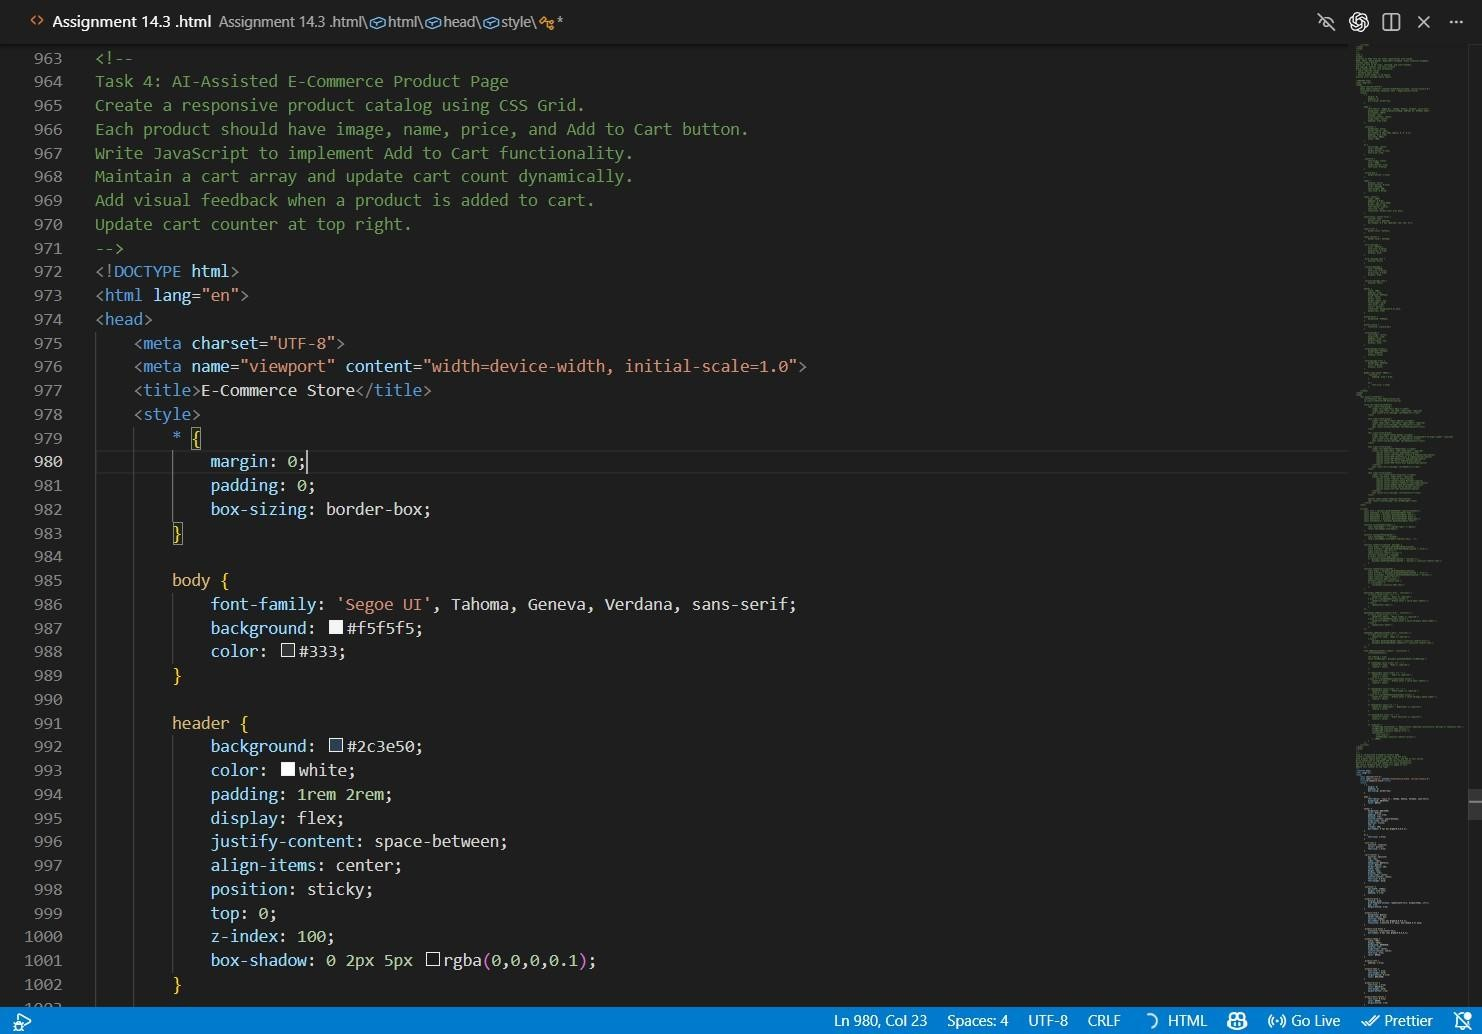 Assignment 14.3 .html Assignment 14.3 .html\html\head\style\*
963 <!--
964 Task 4: AI-Assisted E-Commerce Product Page
965 Create a responsive product catalog using CSS Grid.
966 Each product should have image, name, price, and Add to Cart button.
967 Write JavaScript to implement Add to Cart functionality.
968 Maintain a cart array and update cart count dynamically.
969 Add visual feedback when a product is added to cart.
970 Update cart counter at top right.
971 -->
972 <!DOCTYPE html>
973 <html lang="en">
974 <head>
975 <meta charset="UTF-8">
976 <meta name="viewport" content="width=device-width, initial-scale=1.0">
977 <title>E-Commerce Store</title>
978 <style>
979 * {
980 margin: 0;
981 padding: 0;
982 box-sizing: border-box;
983 }
984
985 body {
986 font-family: 'Segoe UI', Tahoma, Geneva, Verdana, sans-serif;
987 background: #f5f5f5;
988 color: #333;
989 }
990
991 header {
992 background: #2c3e50;
993 color: white;
994 padding: 1rem 2rem;
995 display: flex;
996 justify-content: space-between;
997 align-items: center;
998 position: sticky;
999 top: 0;
1000 z-index: 100;
1001 box-shadow: 0 2px 5px rgba(0,0,0,0.1);
1002 }
Ln 980, Col 23 Spaces: 4 UTF-8 CRLF HTML Go Live Prettier